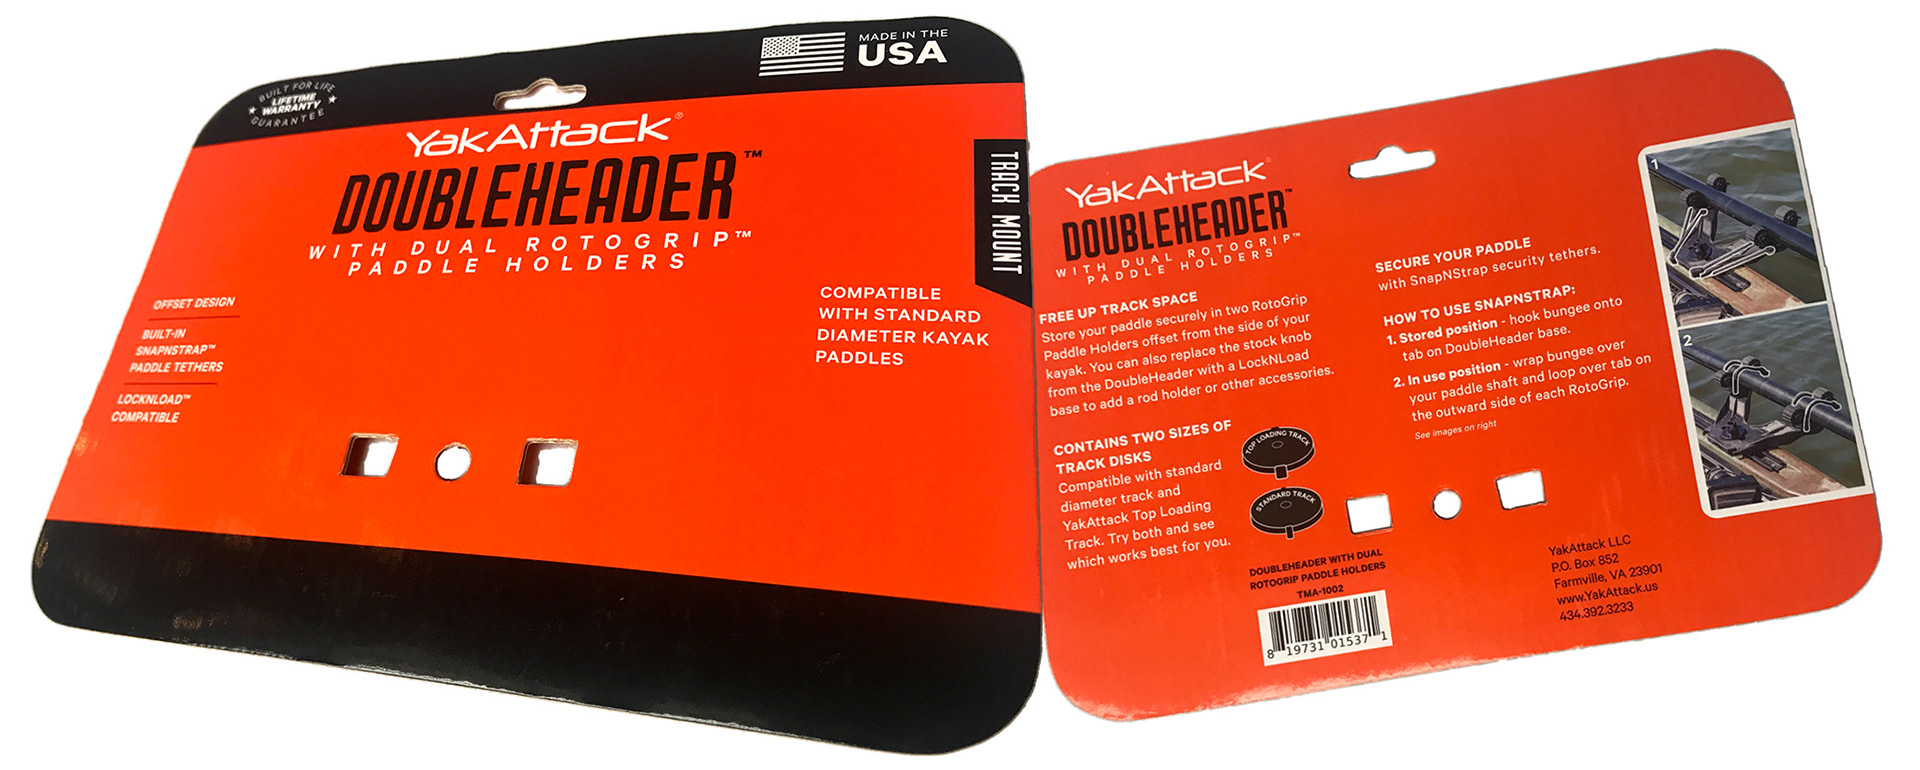 BUILT FOR LIFE
LIFETIME
WARRANTY
GUARANTEE
MADE IN THE
USA
YakAttack®
DOUBLEHEADER™
WITH DUAL ROTOGRIP™
PADDLE HOLDERS
TRACK MOUNT
OFFSET DESIGN
BUILT-IN
SNAPNSTRAP™
PADDLE TETHERS
LOCKNLOAD™
COMPATIBLE
COMPATIBLE
WITH STANDARD
DIAMETER KAYAK
PADDLES
YakAttack®
DOUBLEHEADER™
WITH DUAL ROTOGRIP™
PADDLE HOLDERS
FREE UP TRACK SPACE
Store your paddle securely in two RotoGrip
Paddle Holders offset from the side of your
kayak. You can also replace the stock knob
from the DoubleHeader with a LockNLoad
base to add a rod holder or other accessories.
CONTAINS TWO SIZES OF
TRACK DISKS
Compatible with standard
diameter track and
YakAttack Top Loading
Track. Try both and see
which works best for you.
TOP LOADING TRACK
STANDARD TRACK
DOUBLEHEADER WITH DUAL
ROTOGRIP PADDLE HOLDERS
TMA-1002
8 19731 01537 1
SECURE YOUR PADDLE
with SnapNStrap security tethers.
HOW TO USE SNAPNSTRAP:
1. Stored position - hook bungee onto
tab on DoubleHeader base.
2. In use position - wrap bungee over
your paddle shaft and loop over tab on
the outward side of each RotoGrip.
See images on right
YakAttack LLC
P.O. Box 852
Farmville, VA 23901
www.YakAttack.us
434.392.3233
1
2